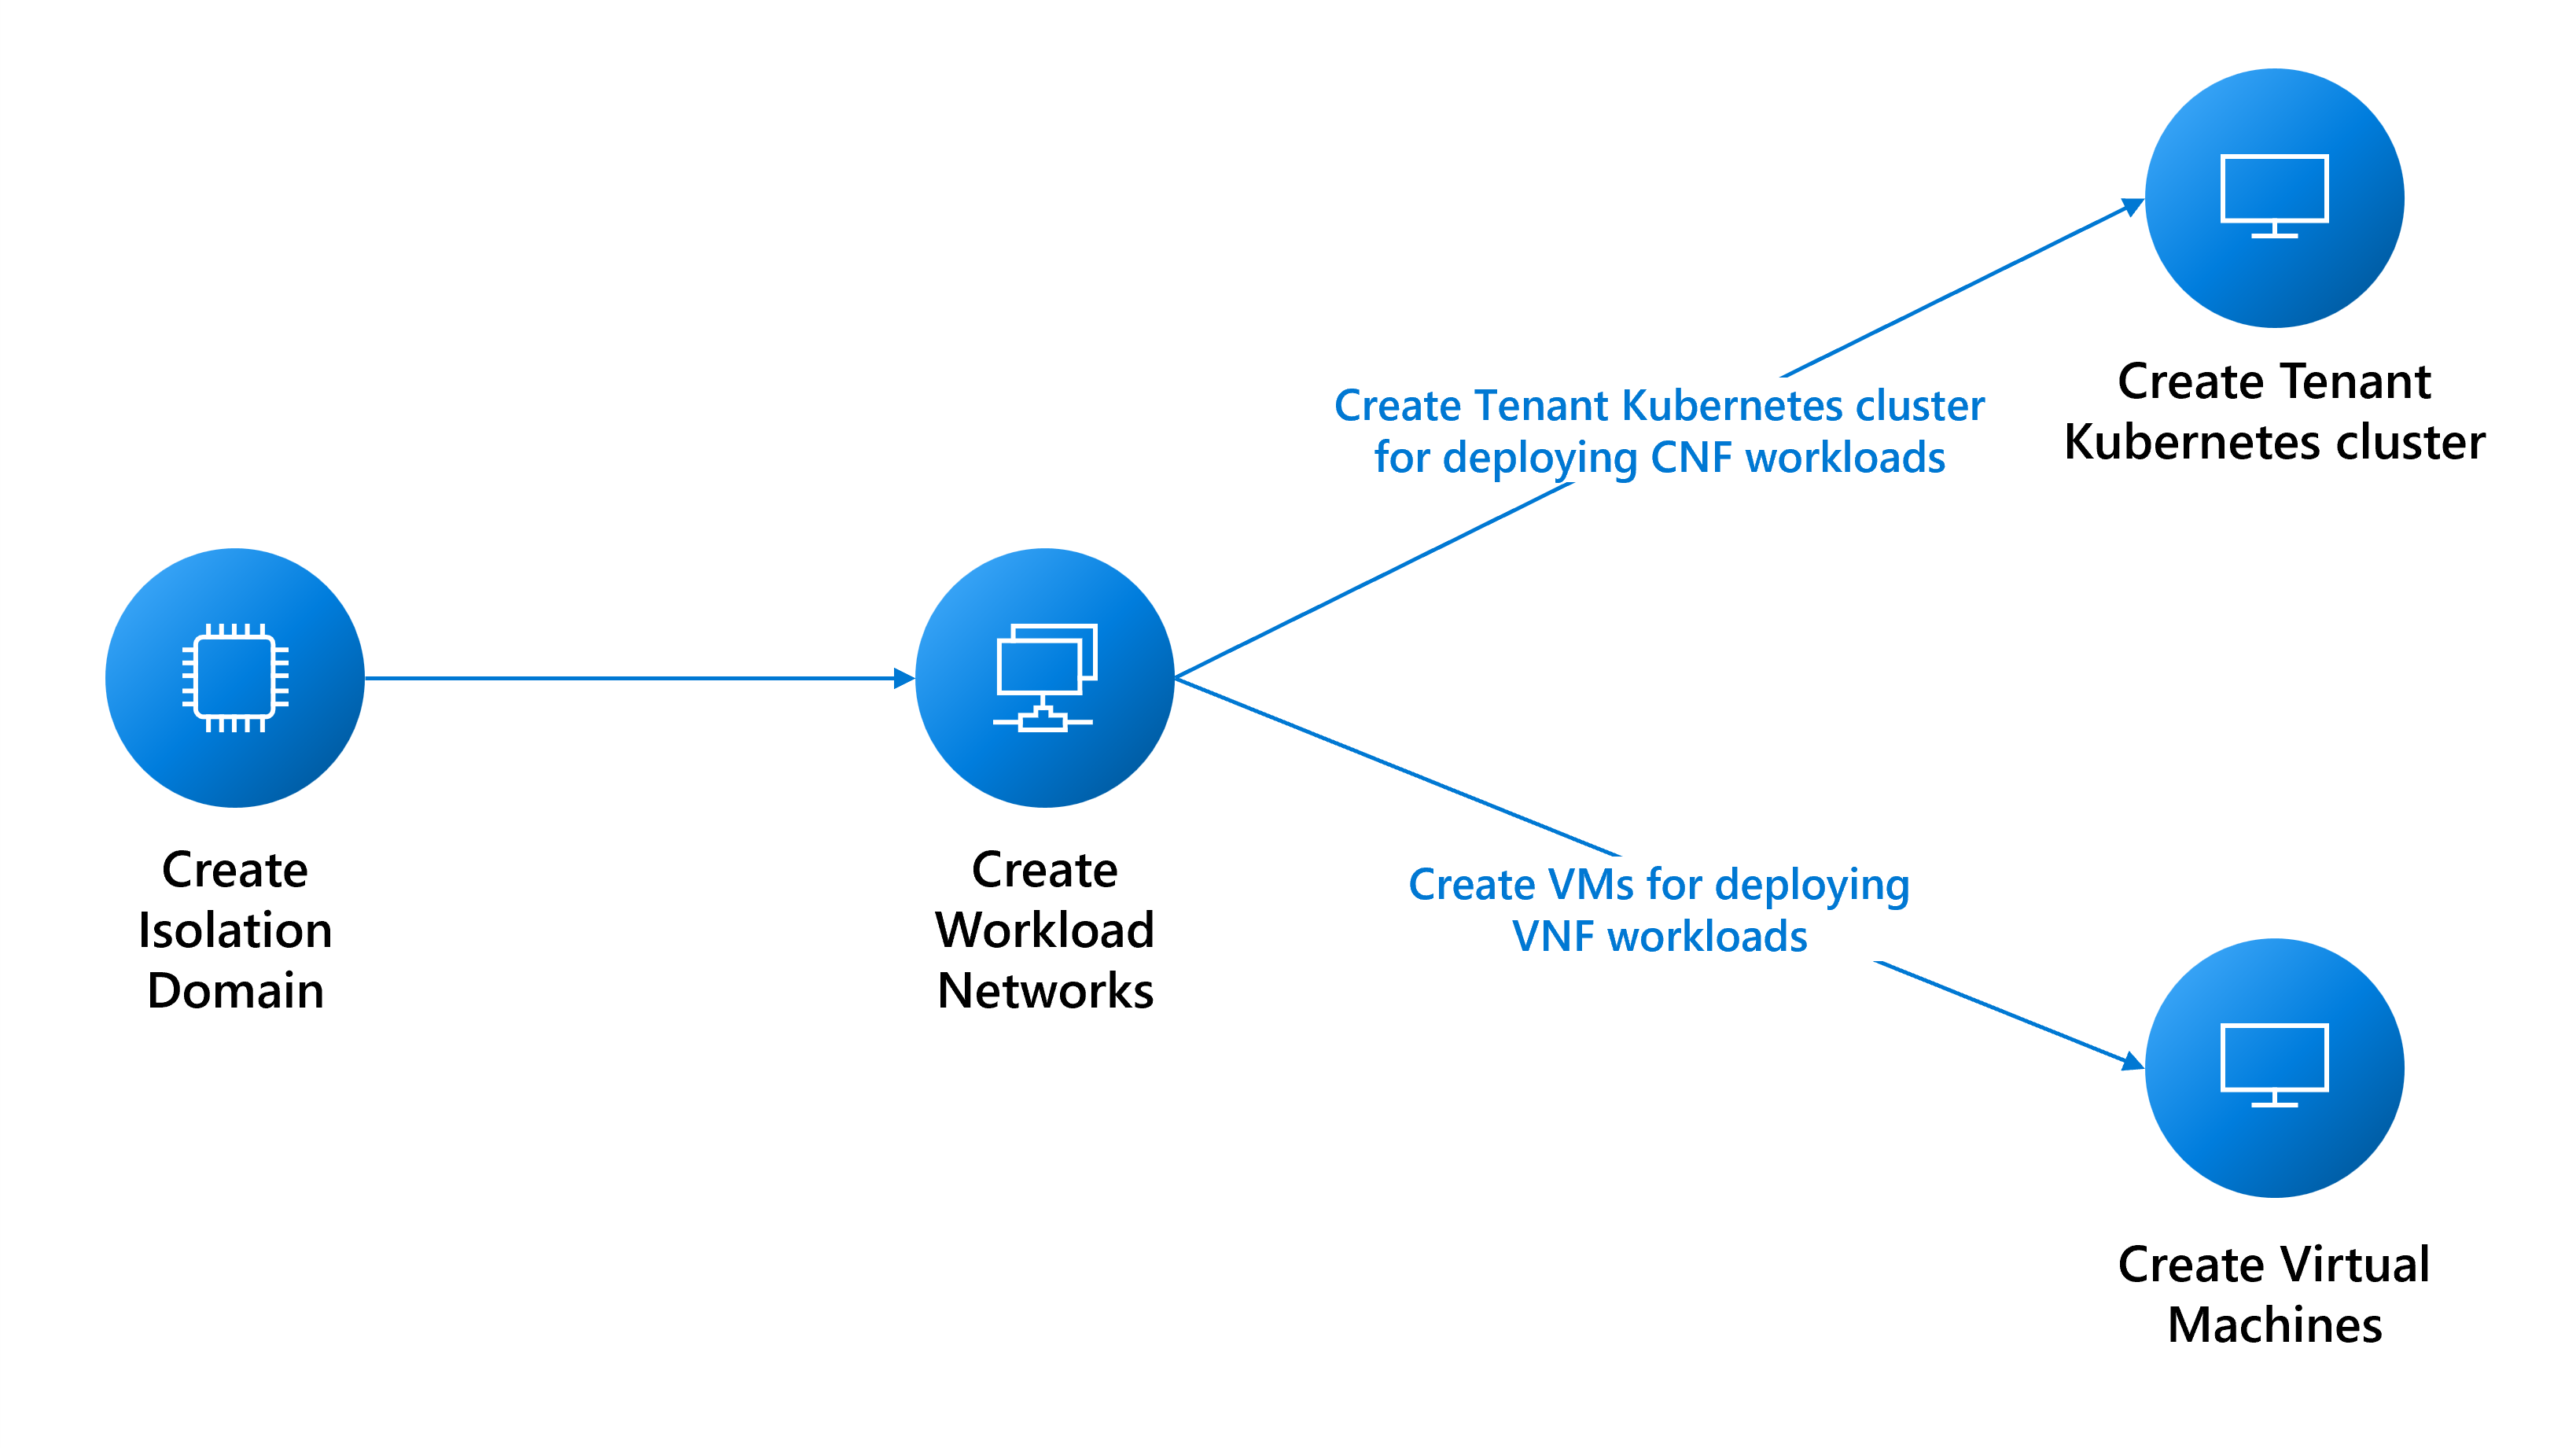 Create
Isolation
Domain
Create
Workload
Networks
Create Tenant Kubernetes cluster
for deploying CNF workloads
Create Tenant
Kubernetes cluster
Create VMs for deploying
VNF workloads
Create Virtual
Machines